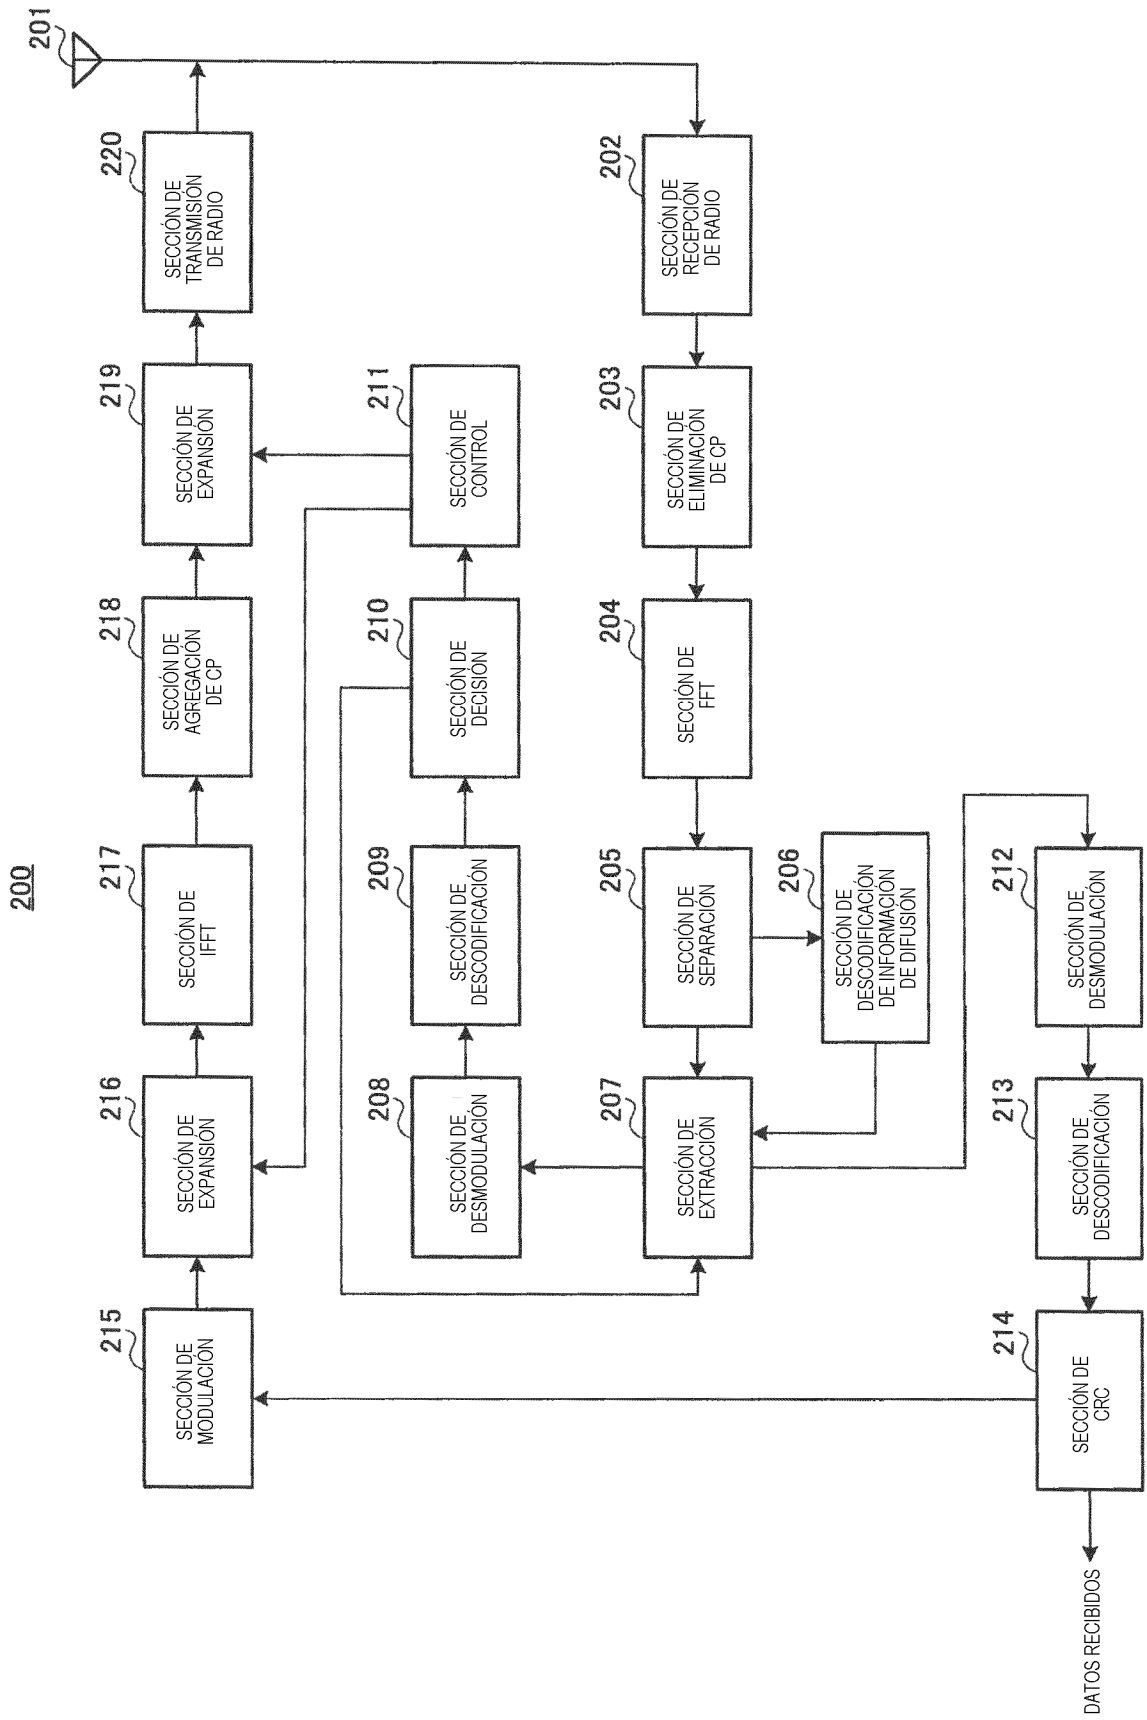 200
201
220
SECCIÓN DE
TRANSMISIÓN
DE RADIO
219
SECCIÓN DE
EXPANSIÓN
218
SECCIÓN DE
AGREGACIÓN
DE CP
217
SECCIÓN DE
IFFT
216
SECCIÓN DE
EXPANSIÓN
215
SECCIÓN DE
MODULACIÓN
211
SECCIÓN DE
CONTROL
210
SECCIÓN DE
DECISIÓN
209
SECCIÓN DE
DESCODIFICACIÓN
208
SECCIÓN DE
DESMODULACIÓN
202
SECCIÓN DE
RECEPCIÓN
DE RADIO
203
SECCIÓN DE
ELIMINACIÓN
DE CP
204
SECCIÓN DE
FFT
205
SECCIÓN DE
SEPARACIÓN
206
SECCIÓN DE
DESCODIFICACIÓN
DE INFORMACIÓN
DE DIFUSIÓN
207
SECCIÓN DE
EXTRACCIÓN
212
SECCIÓN DE
DESMODULACIÓN
213
SECCIÓN DE
DESCODIFICACIÓN
214
SECCIÓN DE
CRC
DATOS RECIBIDOS